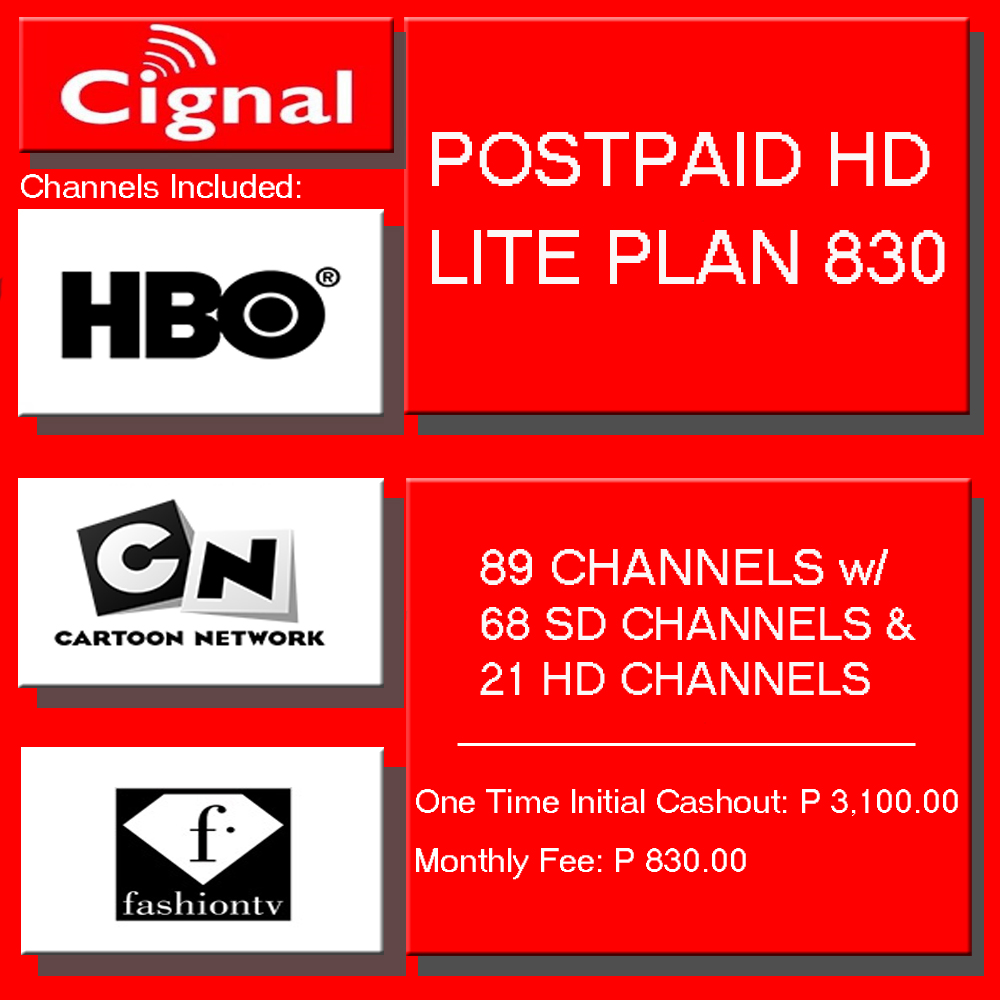 Cignal
Channels Included:
HBO®
POSTPAID HD
LITE PLAN 830
CN
CARTOON NETWORK
f.
fashiontv
89 CHANNELS w/
68 SD CHANNELS &
21 HD CHANNELS
One Time Initial Cashout: P 3,100.00
Monthly Fee: P 830.00